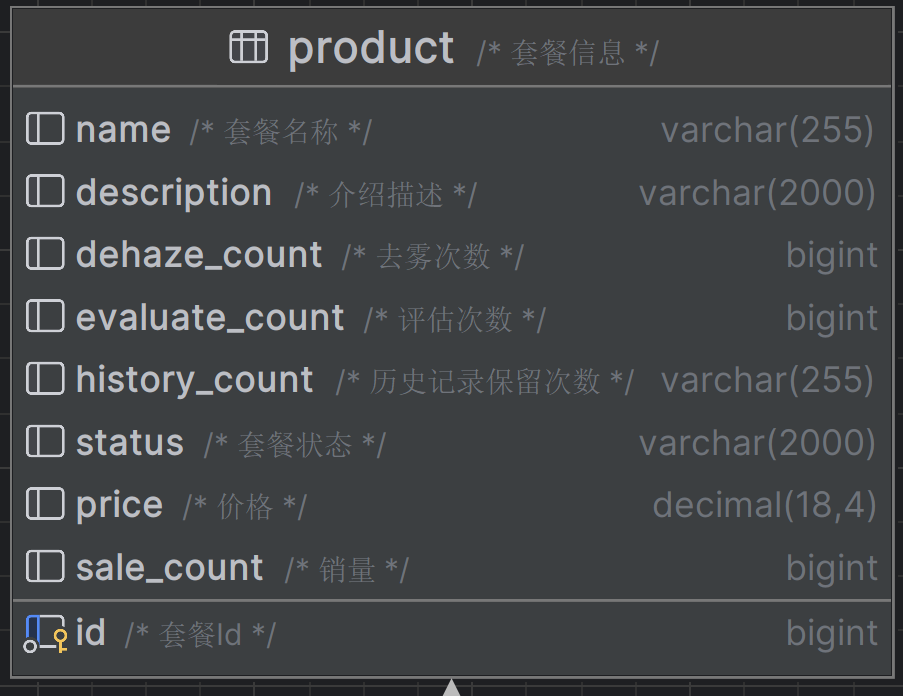 product /* 套餐信息 */
name /* 套餐名称 */ varchar(255)
description /* 介绍描述 */ varchar(2000)
dehaze_count /* 去雾次数 */ bigint
evaluate_count /* 评估次数 */ bigint
history_count /* 历史记录保留次数 */ varchar(255)
status /* 套餐状态 */ varchar(2000)
price /* 价格 */ decimal(18,4)
sale_count /* 销量 */ bigint
id /* 套餐Id */ bigint